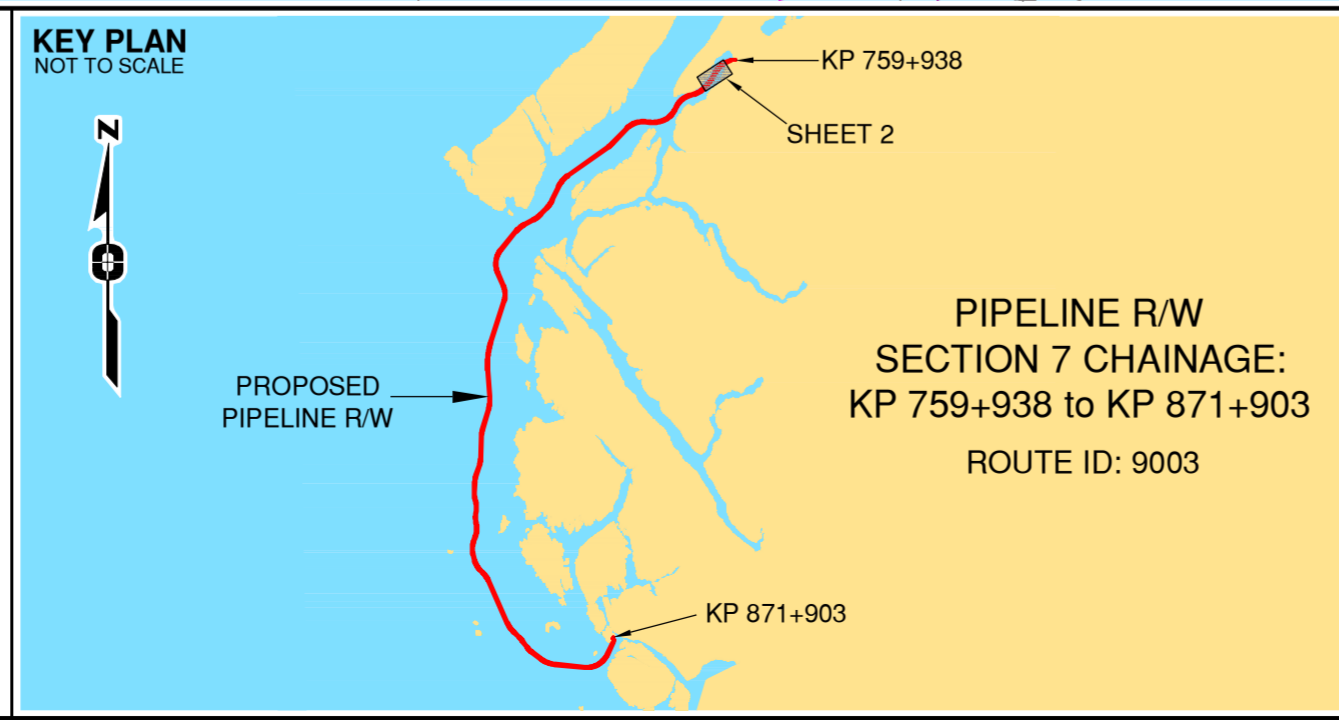 KEY PLAN
NOT TO SCALE
N
KP 759+938
SHEET 2
PROPOSED
PIPELINE R/W
PIPELINE R/W
SECTION 7 CHAINAGE:
KP 759+938 to KP 871+903
ROUTE ID: 9003
KP 871+903